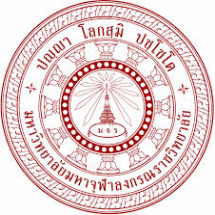 ปญฺญา โลกสฺมิ ปชฺโชโต
ม จ ร
มหาวิทยาลัยมหาจุฬาลงกรณราชวิทยาลัย